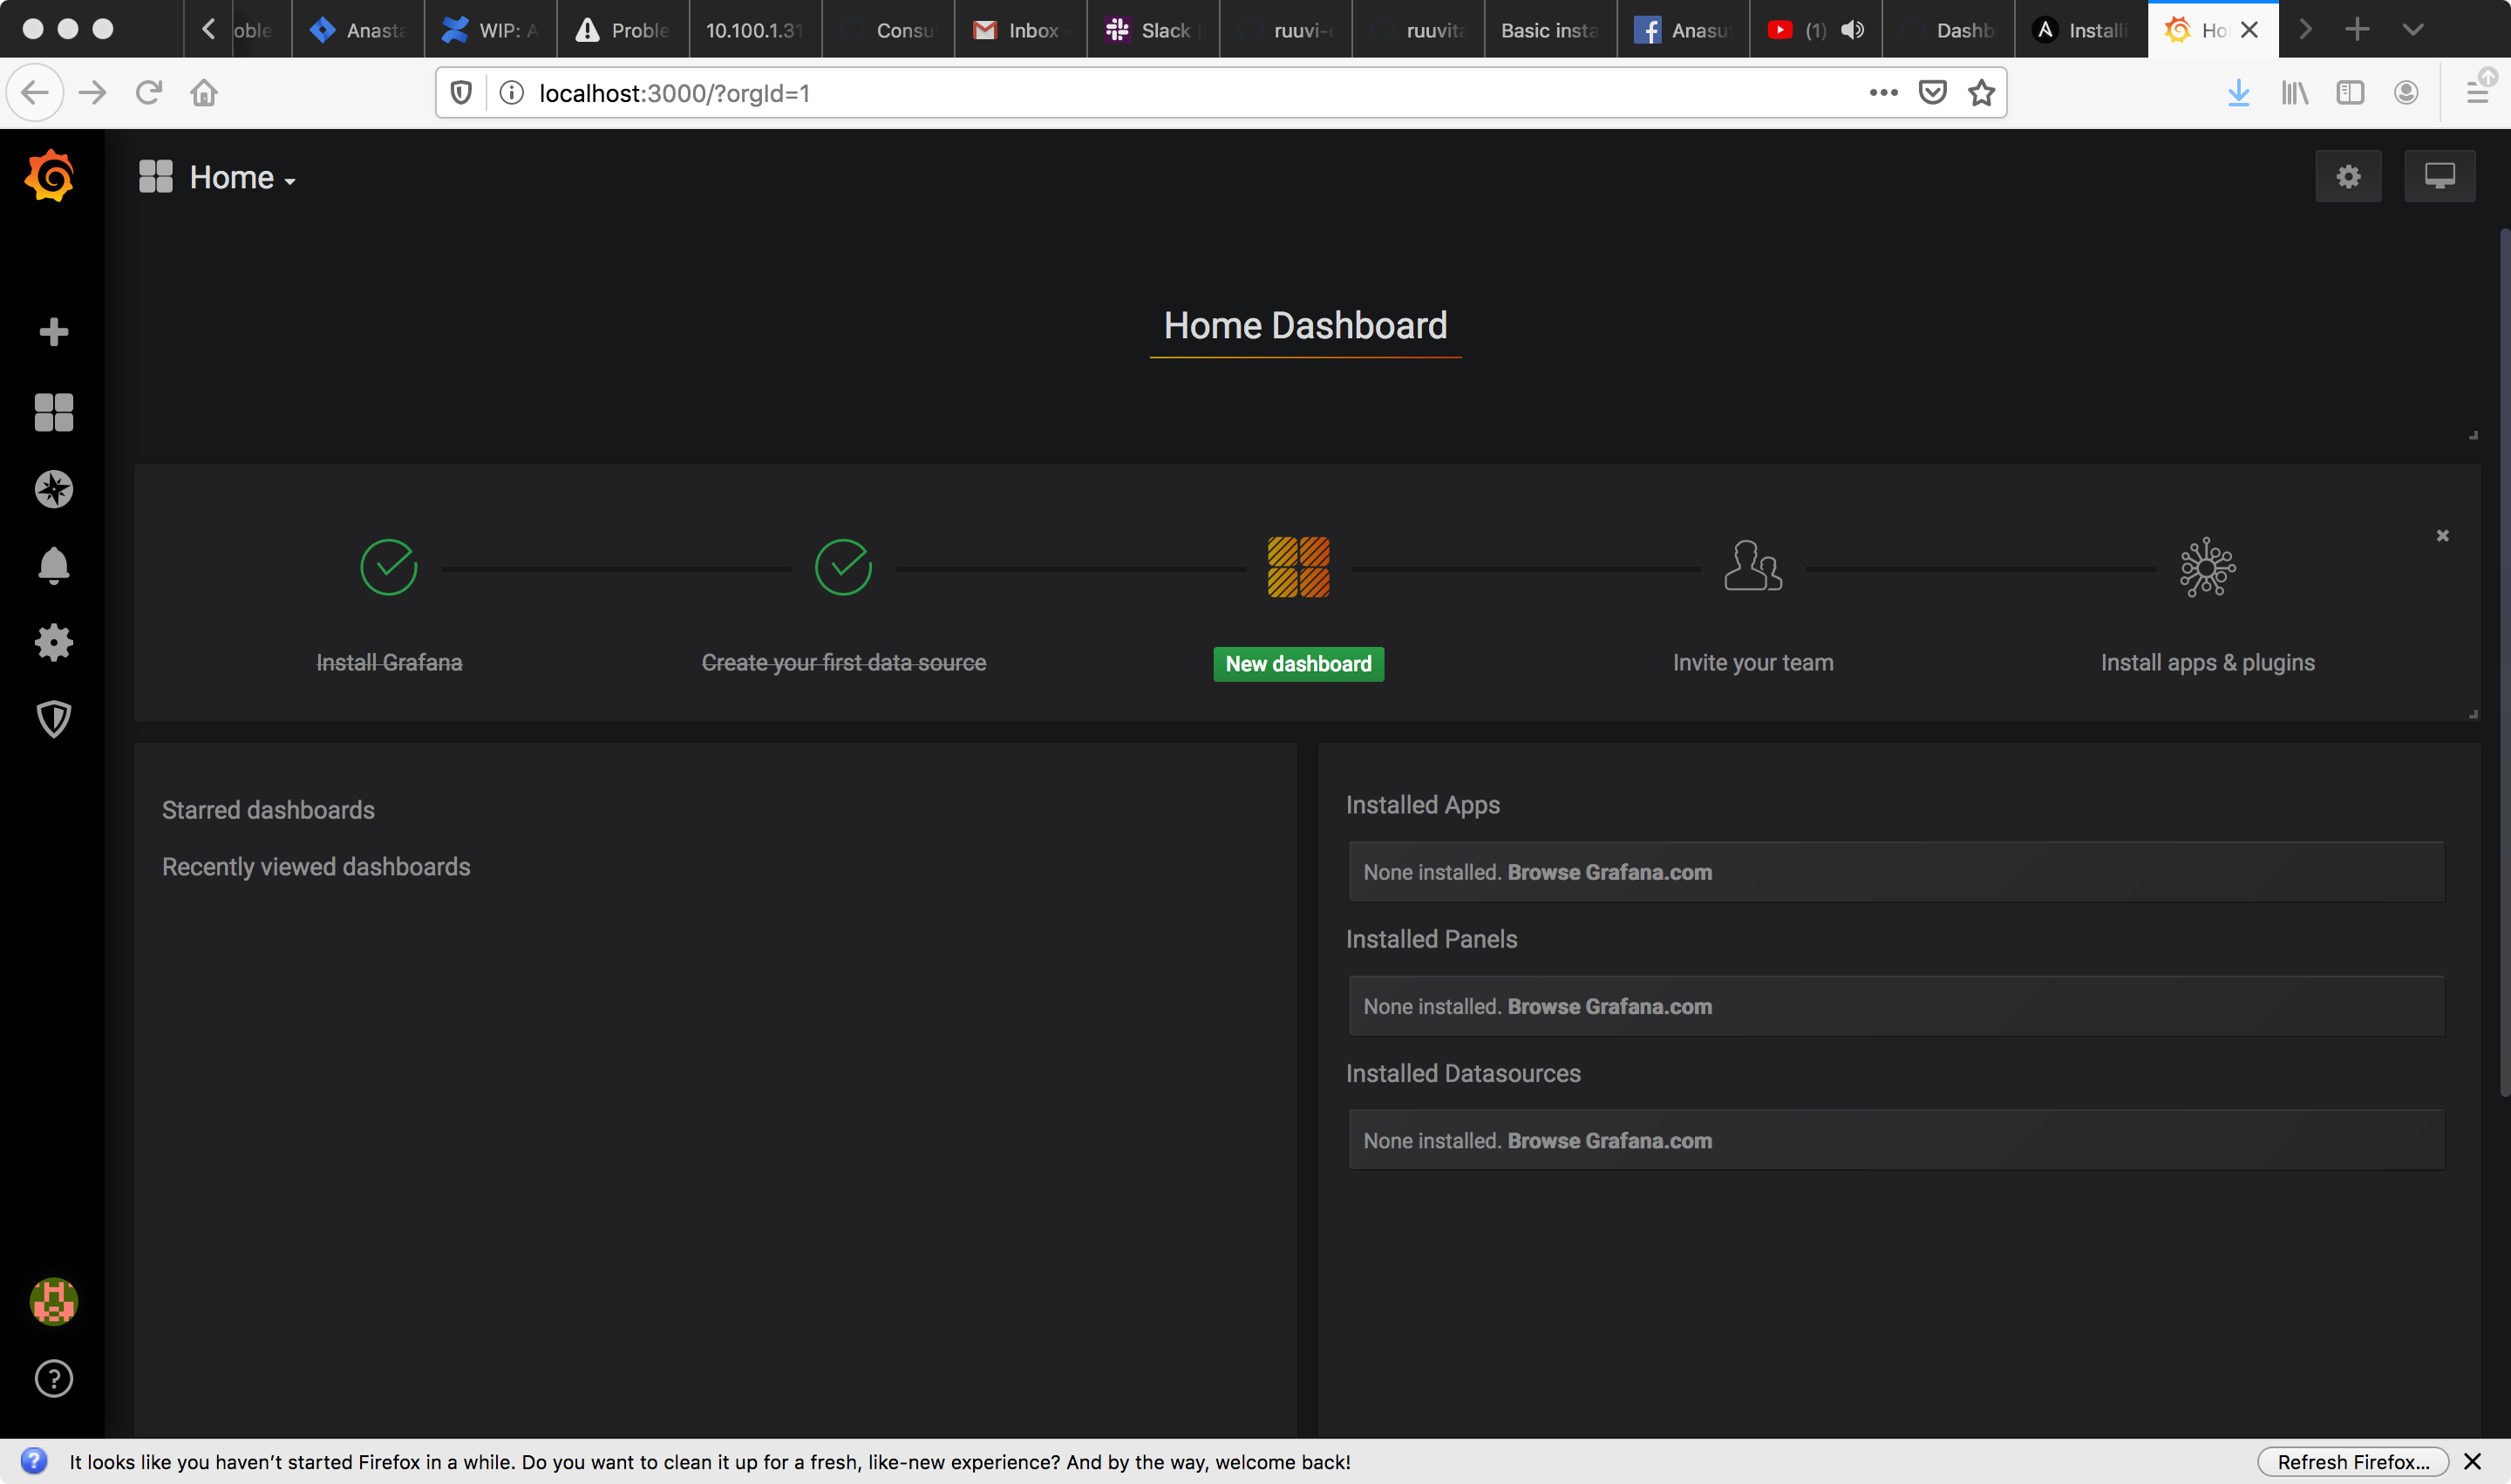 oble Anasta WIP: A Proble 10.100.1.31 Consu Inbox - Slack ruuvi- ruuvita Basic insta Anasu (1) Dashb Installi Ho
localhost:3000/?orgId=1
Home
Home Dashboard
Install Grafana
Create your first data source
New dashboard
Invite your team
Install apps & plugins
Starred dashboards
Recently viewed dashboards
Installed Apps
None installed. Browse Grafana.com
Installed Panels
None installed. Browse Grafana.com
Installed Datasources
None installed. Browse Grafana.com
It looks like you haven’t started Firefox in a while. Do you want to clean it up for a fresh, like-new experience? And by the way, welcome back!
Refresh Firefox...